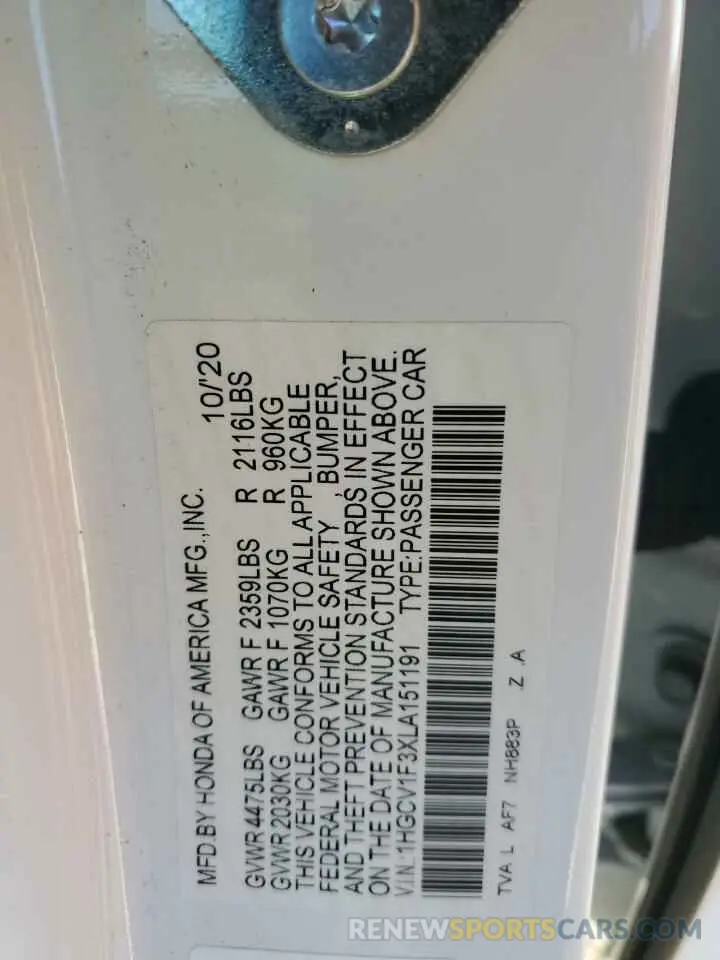 MFD.BY HONDA OF AMERICA MFG.,INC. 10/'20
GVWR 4475LBS GAWR F 2359LBS R 2116LBS
GVWR 2030KG GAWR F 1070KG R 960KG
THIS VEHICLE CONFORMS TO ALL APPLICABLE
FEDERAL MOTOR VEHICLE SAFETY , BUMPER,
AND THEFT PREVENTION STANDARDS IN EFFECT
ON THE DATE OF MANUFACTURE SHOWN ABOVE.
V.I.N.:1HGCV1F3XLA151191 TYPE:PASSENGER CAR
TVA L AF7 NH883P Z .A
RENEWSPORTSCARS.COM